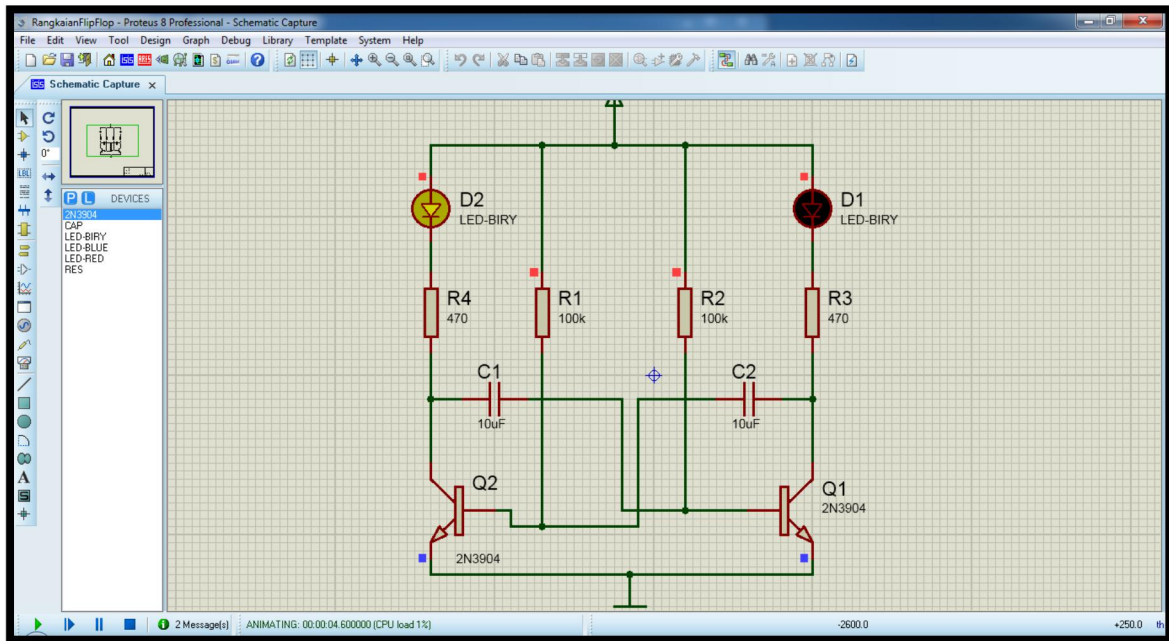 RangkaianFlipFlop - Proteus 8 Professional - Schematic Capture
File Edit View Tool Design Graph Debug Library Template System Help
Schematic Capture x
0°
LBL
P L DEVICES
2N3904
CAP
LED-BIRY
LED-BLUE
LED-RED
RES
A
S
D2
LED-BIRY
D1
LED-BIRY
R4
470
R1
100k
R2
100k
R3
470
C1
10uF
C2
10uF
Q2
2N3904
Q1
2N3904
2 Message(s) ANIMATING: 00:00:04.600000 (CPU load 1%) -2600.0 +250.0 th